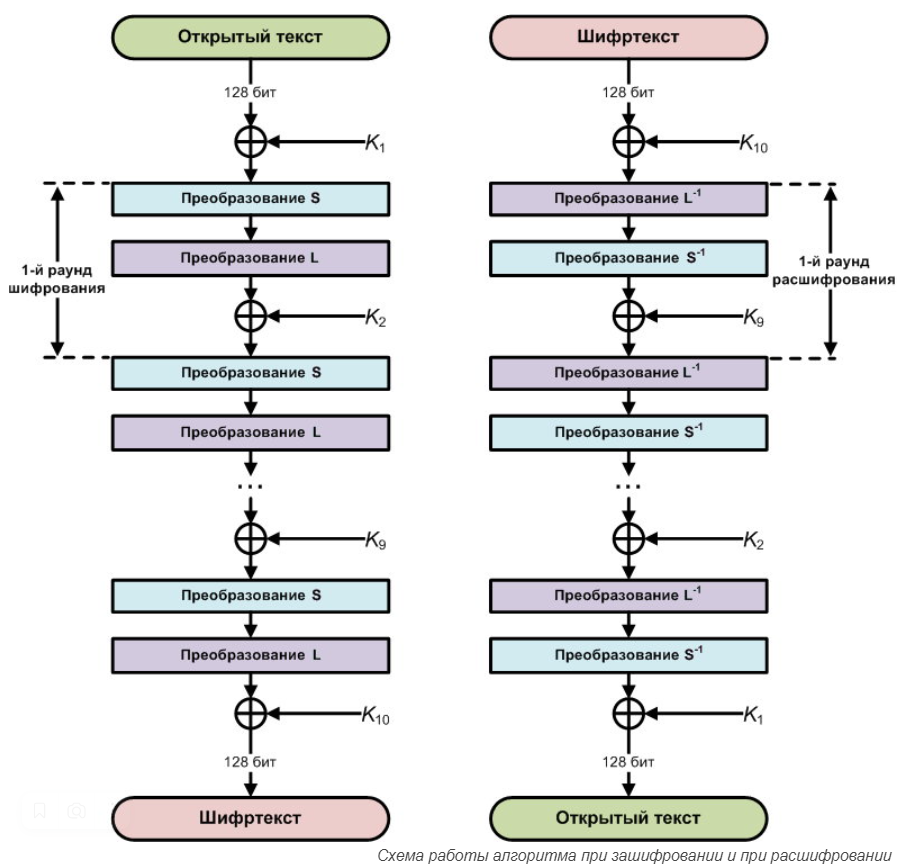 Открытый текст
128 бит
K1
Преобразование S
Преобразование L
1-й раунд
шифрования
K2
Преобразование S
Преобразование L
...
K9
Преобразование S
Преобразование L
K10
128 бит
Шифртекст
Шифртекст
128 бит
K10
Преобразование L-1
Преобразование S-1
1-й раунд
расшифрования
K9
Преобразование L-1
Преобразование S-1
...
K2
Преобразование L-1
Преобразование S-1
K1
128 бит
Открытый текст
Схема работы алгоритма при зашифровании и при расшифровании